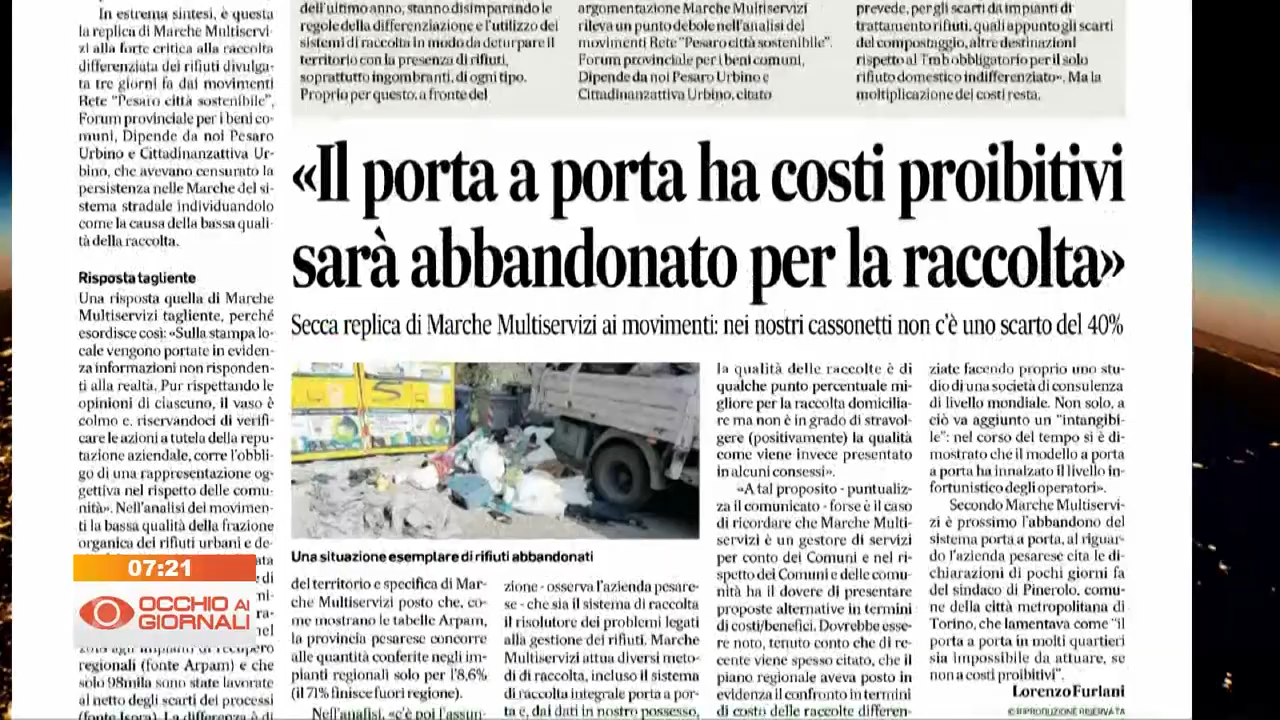 In estrema sintesi, è questa
la replica di Marche Multiservi-
zi alla forte critica alla raccolta
differenziata dei rifiuti divulga-
ta tre giorni fa dai movimenti
Rete "Pesaro città sostenibile",
Forum provinciale per i beni co-
muni, Dipende da noi Pesaro
Urbino e Cittadinanzattiva Ur-
bino, che avevano censurato la
persistenza nelle Marche del si-
stema stradale individuandolo
come la causa della bassa quali-
tà della raccolta.
Risposta tagliente
Una risposta quella di Marche
Multiservizi tagliente, perché
esordisce così: «Sulla stampa lo-
cale vengono portate in eviden-
za informazioni non risponden-
ti alla realtà. Pur rispettando le
opinioni di ciascuno, il vaso è
colmo e, riservandoci di verifi-
care le azioni a tutela della repu-
tazione aziendale, corre l'obbli-
go di una rappresentazione og-
gettiva nel rispetto delle comu-
nità». Nell'analisi dei movimen-
ti la bassa qualità della frazione
organica dei rifiuti urbani e de-
regionali (fonte Arpam) e che
solo 98mila sono state lavorate
al netto degli scarti dei processi
(fonte Ispra). La differenza è di
dell'ultimo anno, stanno disimparando le
regole della differenziazione e l'utilizzo dei
sistemi di raccolta in modo da deturpare il
territorio con la presenza di rifiuti,
soprattutto ingombranti, di ogni tipo.
Proprio per questo, a fronte del
argomentazione Marche Multiservizi
rileva un punto debole nell'analisi dei
movimenti Rete "Pesaro città sostenibile",
Forum provinciale per i beni comuni,
Dipende da noi Pesaro Urbino e
Cittadinanzattiva Urbino, citato
prevede, per gli scarti da impianti di
trattamento rifiuti, quali appunto gli scarti
del compostaggio, altre destinazioni
rispetto al Tmb obbligatorio per il solo
rifiuto domestico indifferenziato». Ma la
moltiplicazione dei costi resta.
«Il porta a porta ha costi proibitivi
sarà abbandonato per la raccolta»
Secca replica di Marche Multiservizi ai movimenti: nei nostri cassonetti non c'è uno scarto del 40%
Una situazione esemplare di rifiuti abbandonati
del territorio e specifica di Mar-
che Multiservizi posto che, co-
me mostrano le tabelle Arpam,
la provincia pesarese concorre
alle quantità conferite negli im-
pianti regionali solo per l'8,6%
(il 71% finisce fuori regione).
Nell'analisi, «c'è poi l'assun-
zione - osserva l'azienda pesare-
se - che sia il sistema di raccolta
il risolutore dei problemi legati
alla gestione dei rifiuti. Marche
Multiservizi attua diversi meto-
di di raccolta, incluso il sistema
di raccolta integrale porta a por-
ta e, dai dati in nostro possesso,
la qualità delle raccolte è di
qualche punto percentuale mi-
gliore per la raccolta domicilia-
re ma non è in grado di stravol-
gere (positivamente) la qualità
come viene invece presentato
in alcuni consessi».
«A tal proposito - puntualiz-
za il comunicato - forse è il caso
di ricordare che Marche Multi-
servizi è un gestore di servizi
per conto dei Comuni e nel ri-
spetto dei Comuni e delle comu-
nità ha il dovere di presentare
proposte alternative in termini
di costo/benefici. Dovrebbe esse-
re noto, tenuto conto che di re-
cente viene spesso citato, che il
piano regionale aveva posto in
evidenza il confronto in termini
di costo delle raccolte differen-
ziate facendo proprio uno stu-
dio di una società di consulenza
di livello mondiale. Non solo, a
ciò va aggiunto un "intangibi-
le": nel corso del tempo si è di-
mostrato che il modello a porta
a porta ha innalzato il livello in-
fortunistico degli operatori».
Secondo Marche Multiservi-
zi è prossimo l'abbandono del
sistema porta a porta, al riguar-
do l'azienda pesarese cita le di-
chiarazioni di pochi giorni fa
del sindaco di Pinerolo, comu-
ne della città metropolitana di
Torino, che lamentava come "il
porta a porta in molti quartieri
sia impossibile da attuare, se
non a costi proibitivi".
Lorenzo Furlani
© RIPRODUZIONE RISERVATA
07:21
OCCHIO AI
GIORNALI